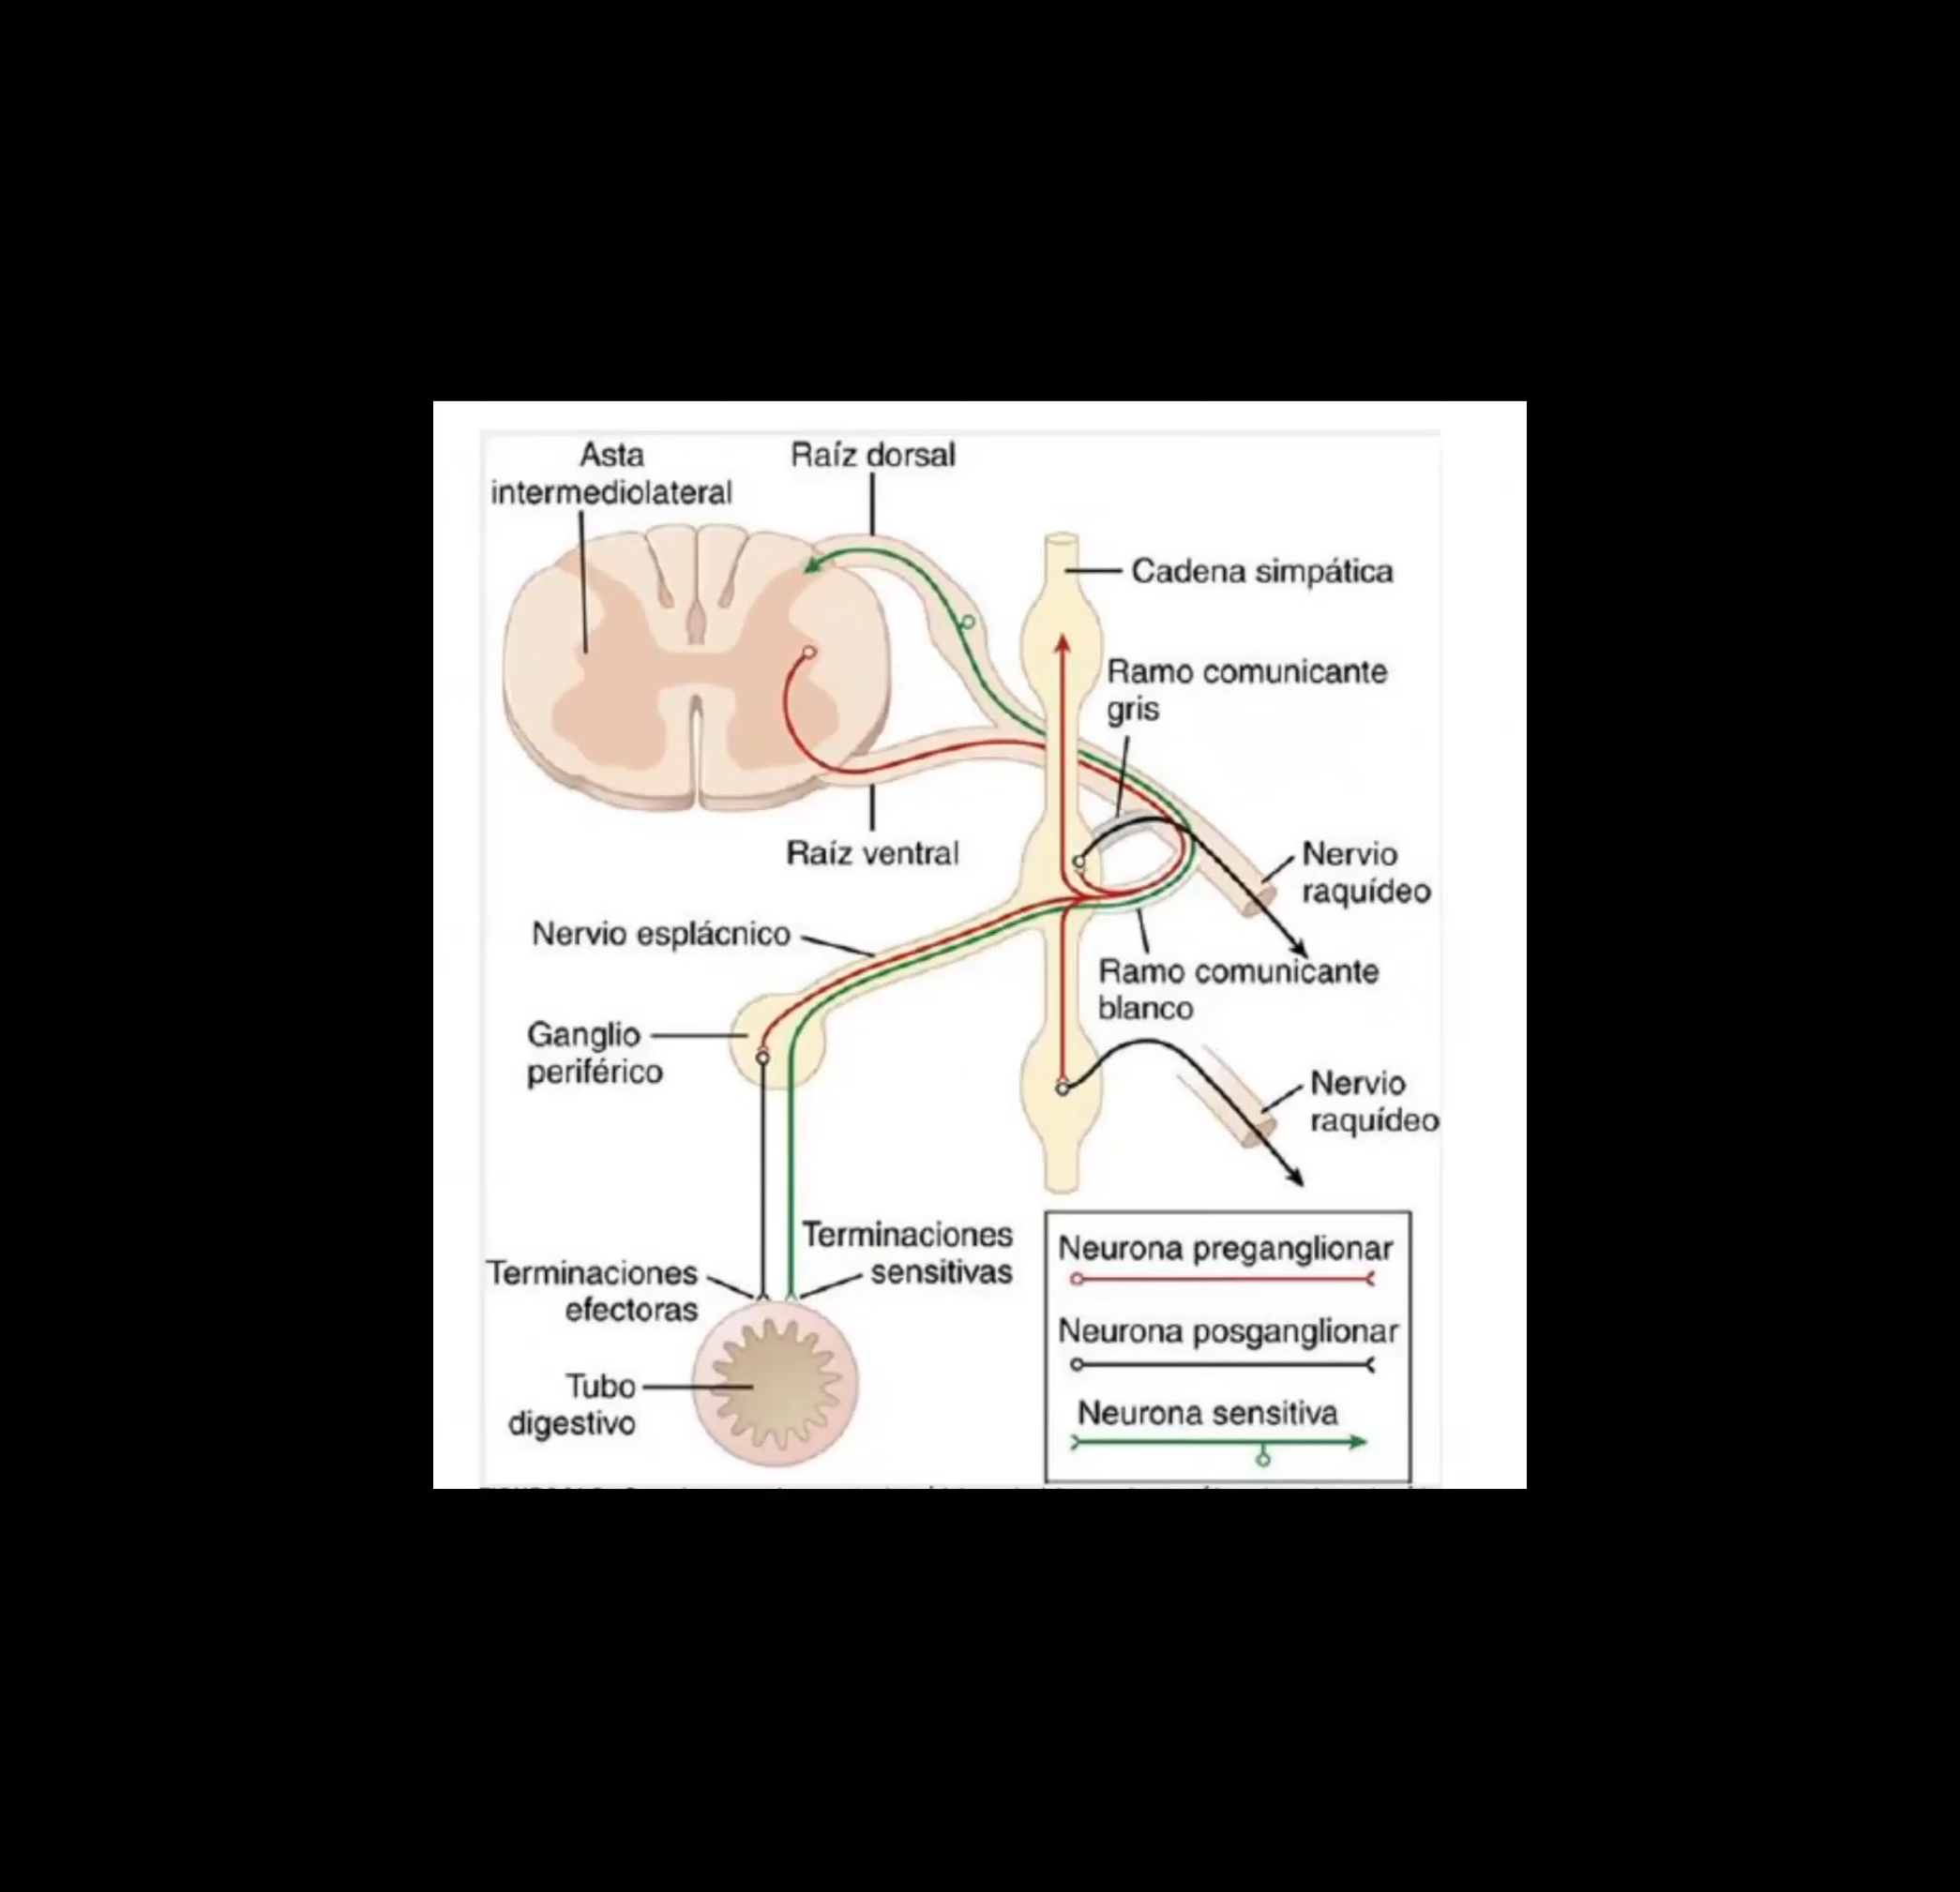 Asta
intermediolateral
Raíz dorsal
Cadena simpática
Ramo comunicante
gris
Raíz ventral
Nervio
raquídeo
Nervio esplácnico
Ramo comunicante
blanco
Ganglio
periférico
Nervio
raquídeo
Terminaciones
sensitivas
Terminaciones
efectoras
Tubo
digestivo
Neurona preganglionar
Neurona posganglionar
Neurona sensitiva